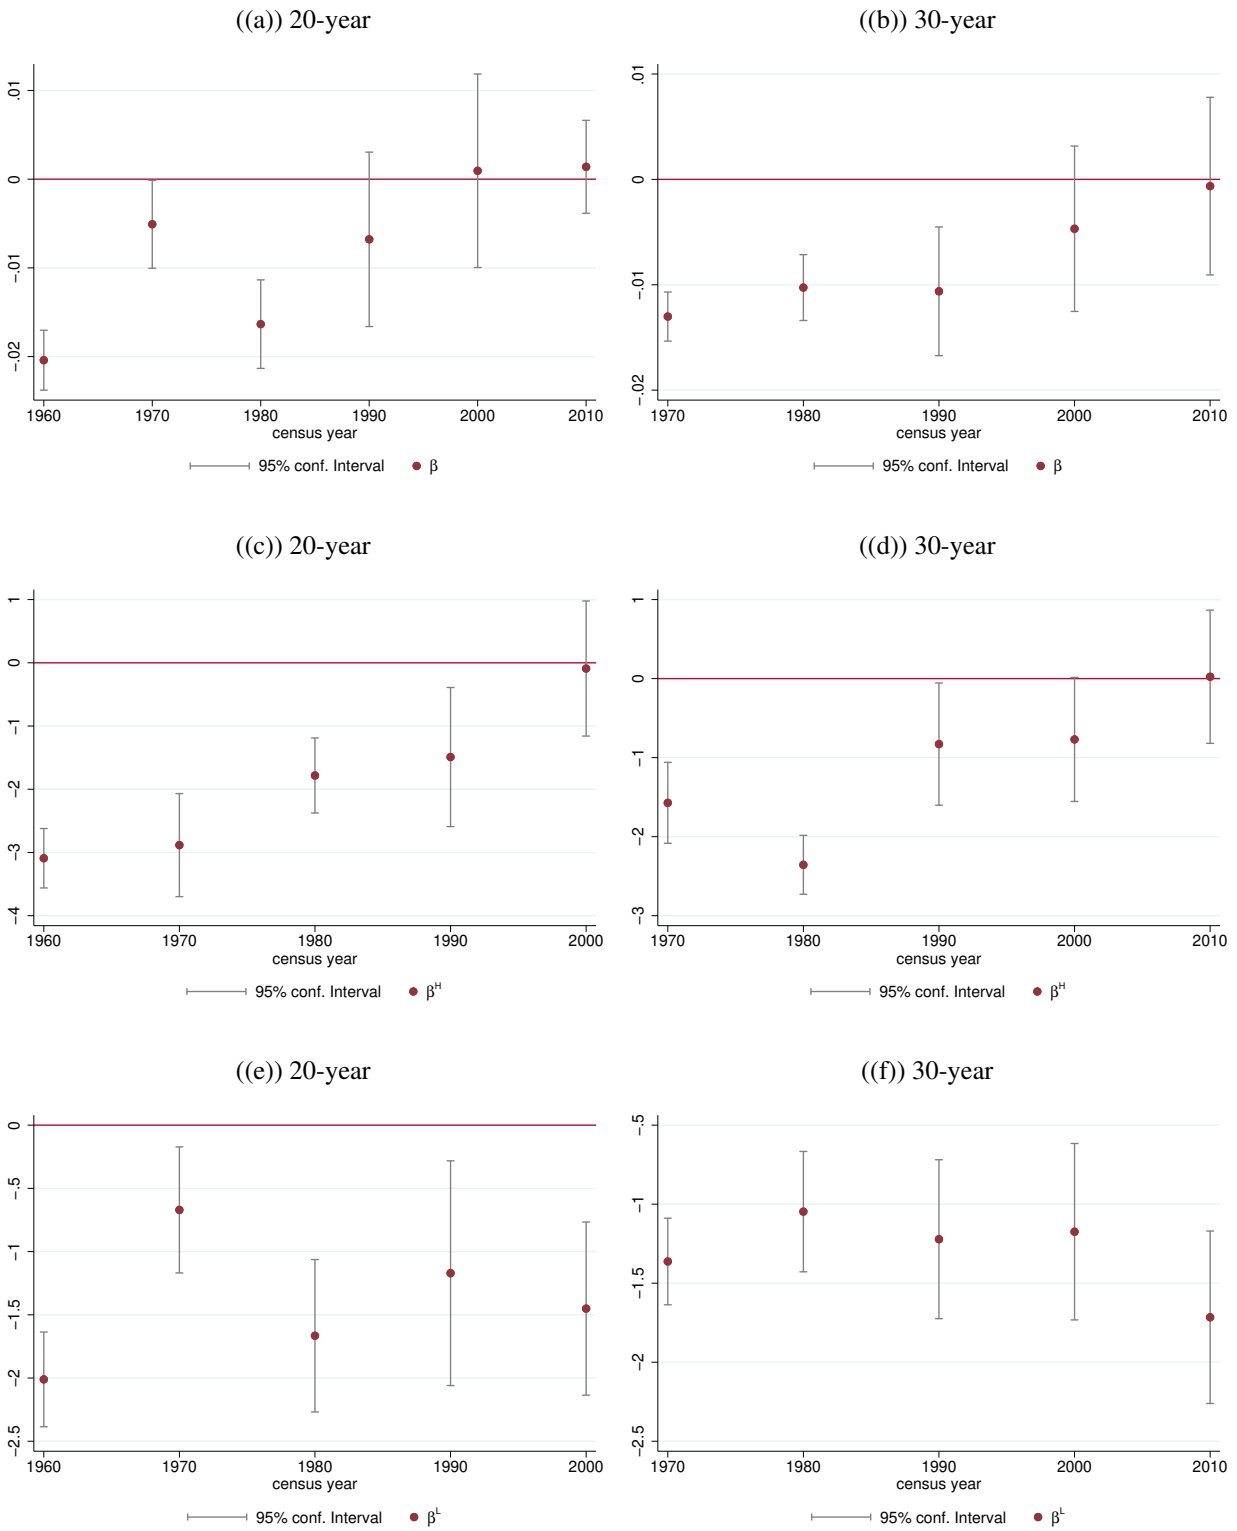 ((a)) 20-year
.01
0
-.01
-.02
1960 1970 1980 1990 2000 2010
census year
95% conf. Interval β
((b)) 30-year
.01
0
-.01
-.02
1970 1980 1990 2000 2010
census year
95% conf. Interval β
((c)) 20-year
1
0
-1
-2
-3
-4
1960 1970 1980 1990 2000
census year
95% conf. Interval βᴴ
((d)) 30-year
1
0
-1
-2
-3
1970 1980 1990 2000 2010
census year
95% conf. Interval βᴴ
((e)) 20-year
0
-.5
-1
-1.5
-2
-2.5
1960 1970 1980 1990 2000
census year
95% conf. Interval βᴸ
((f)) 30-year
-.5
-1
-1.5
-2
-2.5
1970 1980 1990 2000 2010
census year
95% conf. Interval βᴸ